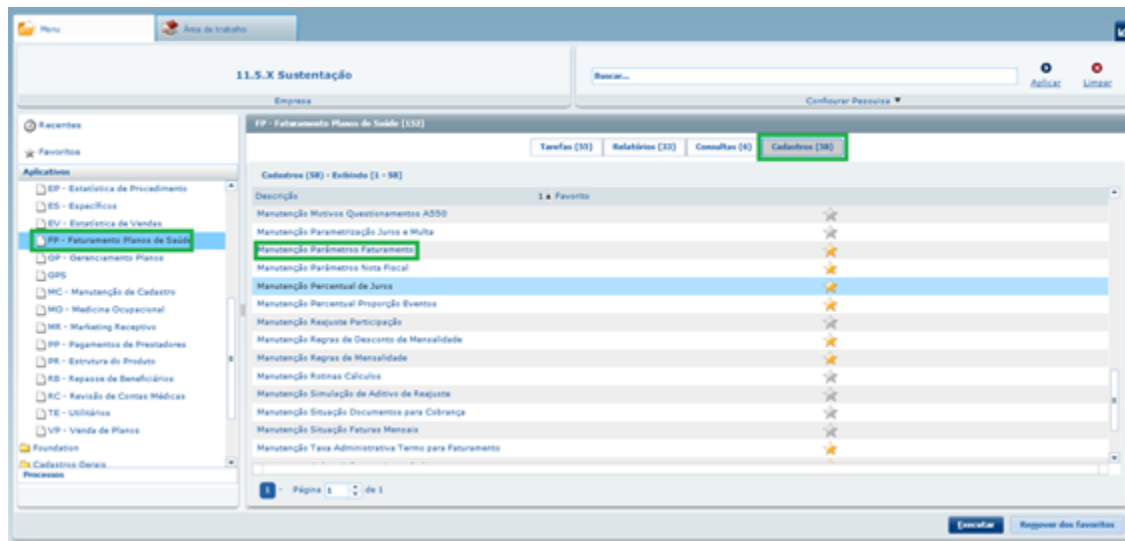 Menu
Área de trabalho
11.5.X Sustentação
Empresa
Buscar...
Aplicar
Limpar
Configurar Pesquisa ▼
Recentes
Favoritos
Aplicativos
EP - Estatística de Procedimento
ES - Específicos
EV - Estatística de Vendas
FP - Faturamento Planos de Saúde
GP - Gerenciamento Planos
GPS
MC - Manutenção de Cadastro
MO - Medicina Ocupacional
MR - Marketing Receptivo
PP - Pagamentos de Prestadores
PR - Estrutura do Produto
RB - Repasse de Beneficiários
RC - Revisão de Contas Médicas
TE - Utilitários
VP - Venda de Planos
Foundation
Cadastros Gerais
Processos
FP - Faturamento Planos de Saúde (132)
Tarefas (55)
Relatórios (33)
Consultas (6)
Cadastros (58)
Cadastros (58) - Exibindo [1 - 58]
Descrição
1 ▲ Favorito
Manutenção Motivos Questionamentos A550
Manutenção Parametrização Juros e Multa
Manutenção Parâmetros Faturamento
Manutenção Parâmetros Nota Fiscal
Manutenção Percentual de Juros
Manutenção Percentual Proporção Eventos
Manutenção Reajuste Participação
Manutenção Regras de Desconto de Mensalidade
Manutenção Regras de Mensalidade
Manutenção Rotinas Cálculos
Manutenção Simulação de Aditivo de Reajuste
Manutenção Situação Documentos para Cobrança
Manutenção Situação Faturas Mensais
Manutenção Taxa Administrativa Termo para Faturamento
1 - Página 1 de 1
Executar
Remover dos favoritos